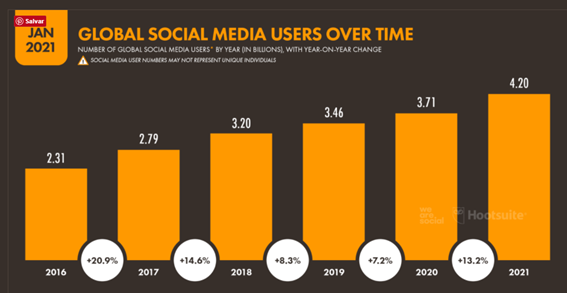 Salvar
JAN
2021
GLOBAL SOCIAL MEDIA USERS OVER TIME
NUMBER OF GLOBAL SOCIAL MEDIA USERS* BY YEAR (IN BILLIONS), WITH YEAR-ON-YEAR CHANGE
SOCIAL MEDIA USER NUMBERS MAY NOT REPRESENT UNIQUE INDIVIDUALS
2.31
2.79
3.20
3.46
3.71
4.20
we
are
social
Hootsuite®
+20.9%
+14.6%
+8.3%
+7.2%
+13.2%
2016
2017
2018
2019
2020
2021